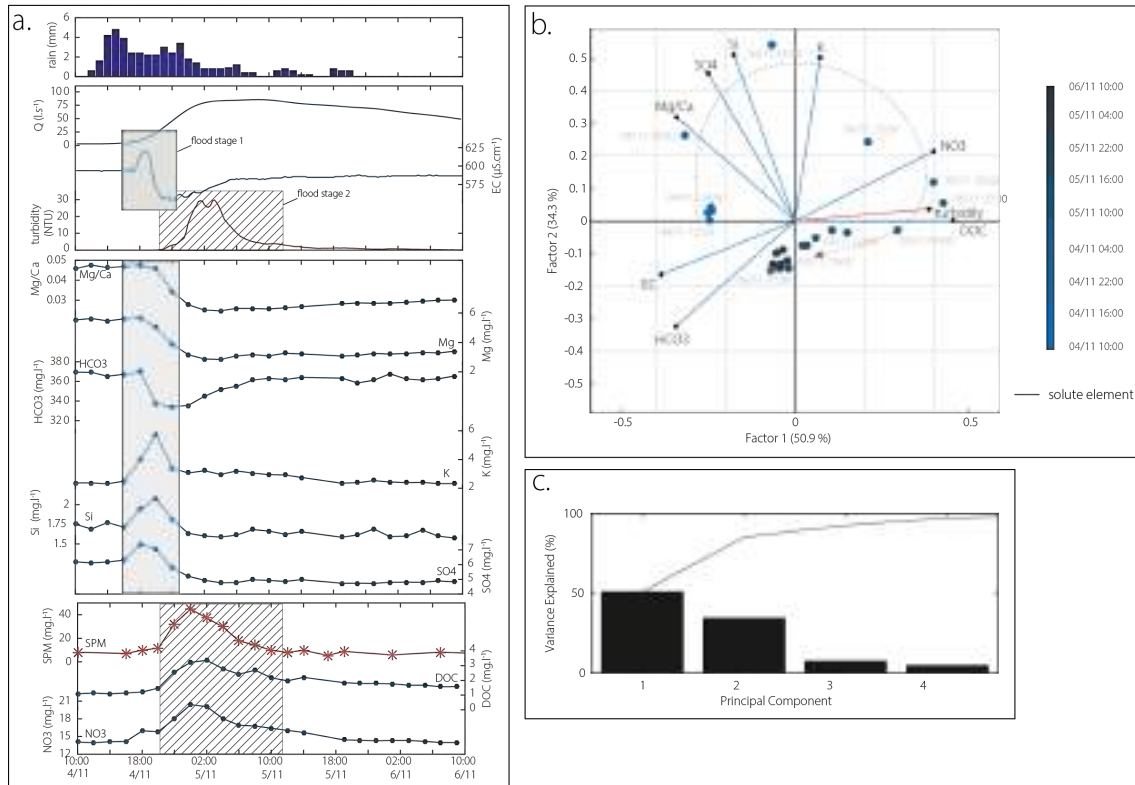 a.
rain (mm)
6
4
2
0
Q (l.s⁻¹)
100
75
50
25
0
flood stage 1
625
600
575
EC (µS.cm⁻¹)
flood stage 2
turbidity
(NTU)
30
20
10
0
Mg/Ca
0.05
0.03
Mg/Ca
6
4
2
Mg (mg.l⁻¹)
Mg
HCO3
HCO3 (mg.l⁻¹)
380
360
340
320
K
6
4
2
K (mg.l⁻¹)
Si (mg.l⁻¹)
2
1.75
1.5
Si
7
6
5
4
SO4 (mg.l⁻¹)
SO4
SPM (mg.l⁻¹)
40
20
0
SPM
4
3
2
1
0
DOC (mg.l⁻¹)
DOC
NO3 (mg.l⁻¹)
21
18
15
12
NO3
10:00 18:00 02:00 10:00 18:00 02:00 10:00
4/11 4/11 5/11 5/11 5/11 6/11 6/11
b.
Factor 2 (34.3 %)
0.5
0.4
0.3
0.2
0.1
0
-0.1
-0.2
-0.3
-0.4
-0.5
Si
K
SO4
Mg/Ca
NO3
turbidity
DOC
EC
HCO3
-0.5 0 0.5
Factor 1 (50.9 %)
06/11 10:00
05/11 04:00
05/11 22:00
05/11 16:00
05/11 10:00
04/11 04:00
04/11 22:00
04/11 16:00
04/11 10:00
solute element
c.
Variance Explained (%)
100
50
0
1 2 3 4
Principal Component